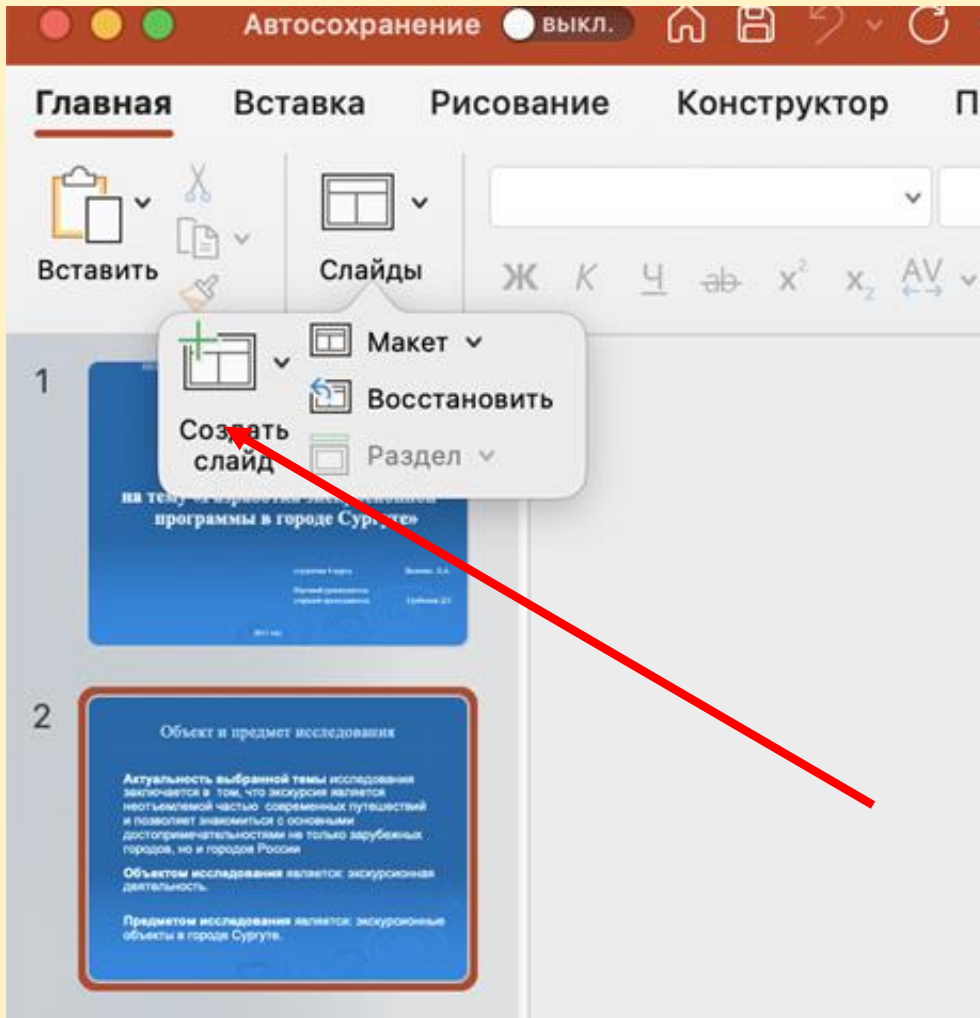 Автосохранение выкл.
Главная Вставка Рисование Конструктор П
Вставить
Слайды
Ж К Ч ab x² x₂ AV
Макет
Восстановить
Создать
слайд
Раздел
1
на тему
программы в городе Сургуте»
2
Объект и предмет исследования
Актуальность выбранной темы исследования
заключается в том, что экскурсия является
неотъемлемой частью современных путешествий
и позволяет знакомиться с основными
достопримечательностями не только зарубежных
городов, но и городов России
Объектом исследования является: экскурсионная
деятельность.
Предметом исследования является: экскурсионные
объекты в городе Сургуте.